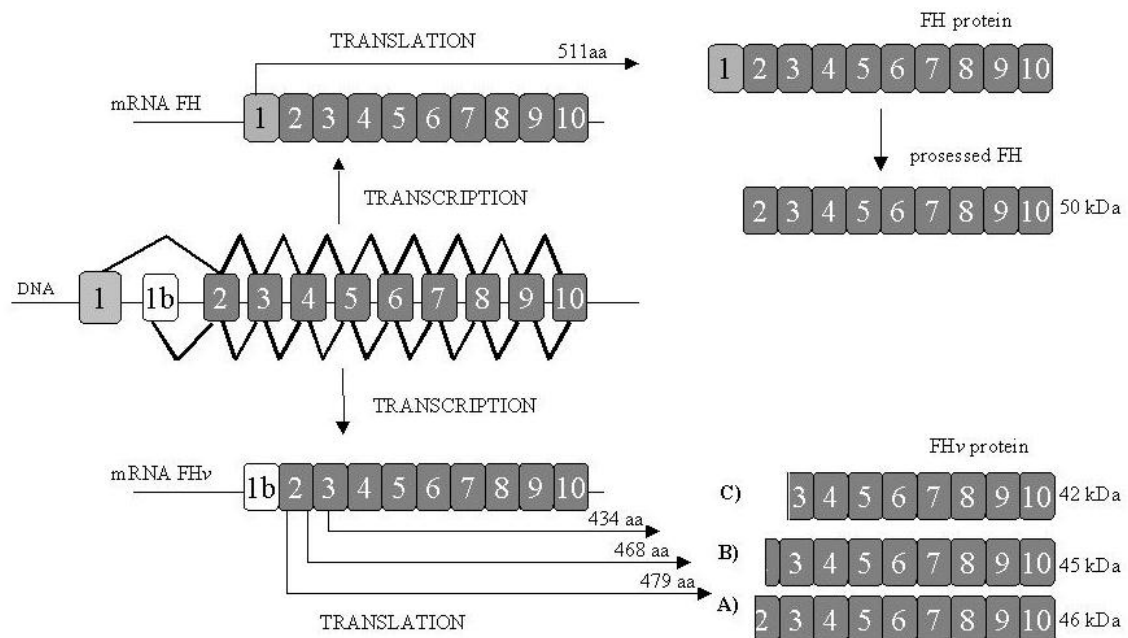 TRANSLATION
511aa
mRNA FH
1 2 3 4 5 6 7 8 9 10
FH protein
1 2 3 4 5 6 7 8 9 10
prosessed FH
2 3 4 5 6 7 8 9 10 50 kDa
TRANSCRIPTION
DNA
1 1b 2 3 4 5 6 7 8 9 10
TRANSCRIPTION
mRNA FHv
1b 2 3 4 5 6 7 8 9 10
434 aa
468 aa
479 aa
TRANSLATION
FHv protein
C) 3 4 5 6 7 8 9 10 42 kDa
B) 3 4 5 6 7 8 9 10 45 kDa
A) 2 3 4 5 6 7 8 9 10 46 kDa